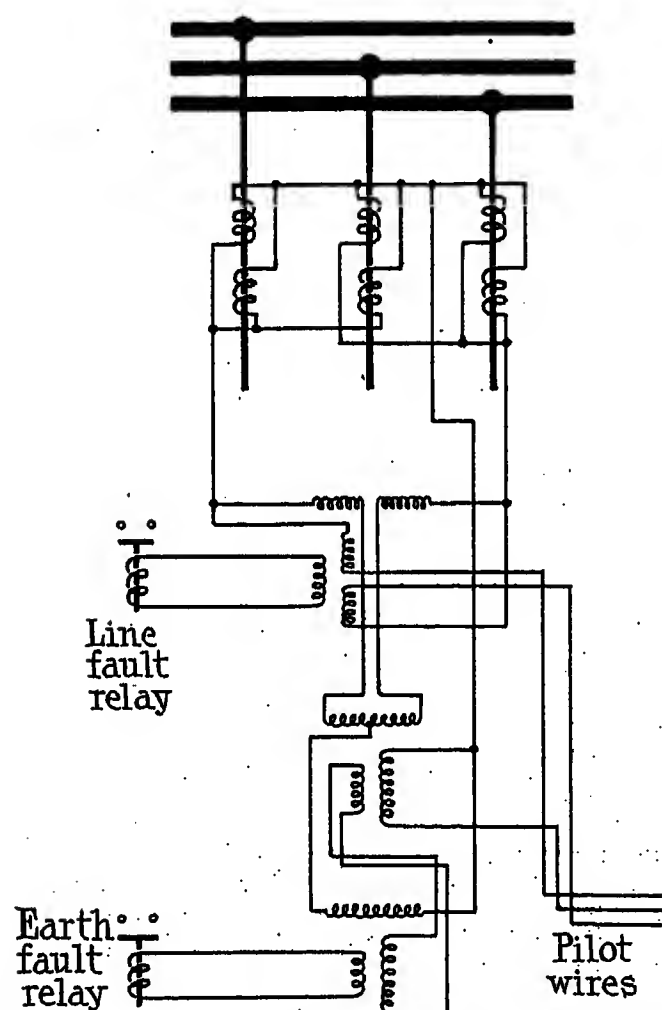 Line
fault
relay
Earth
fault
relay
Pilot
wires